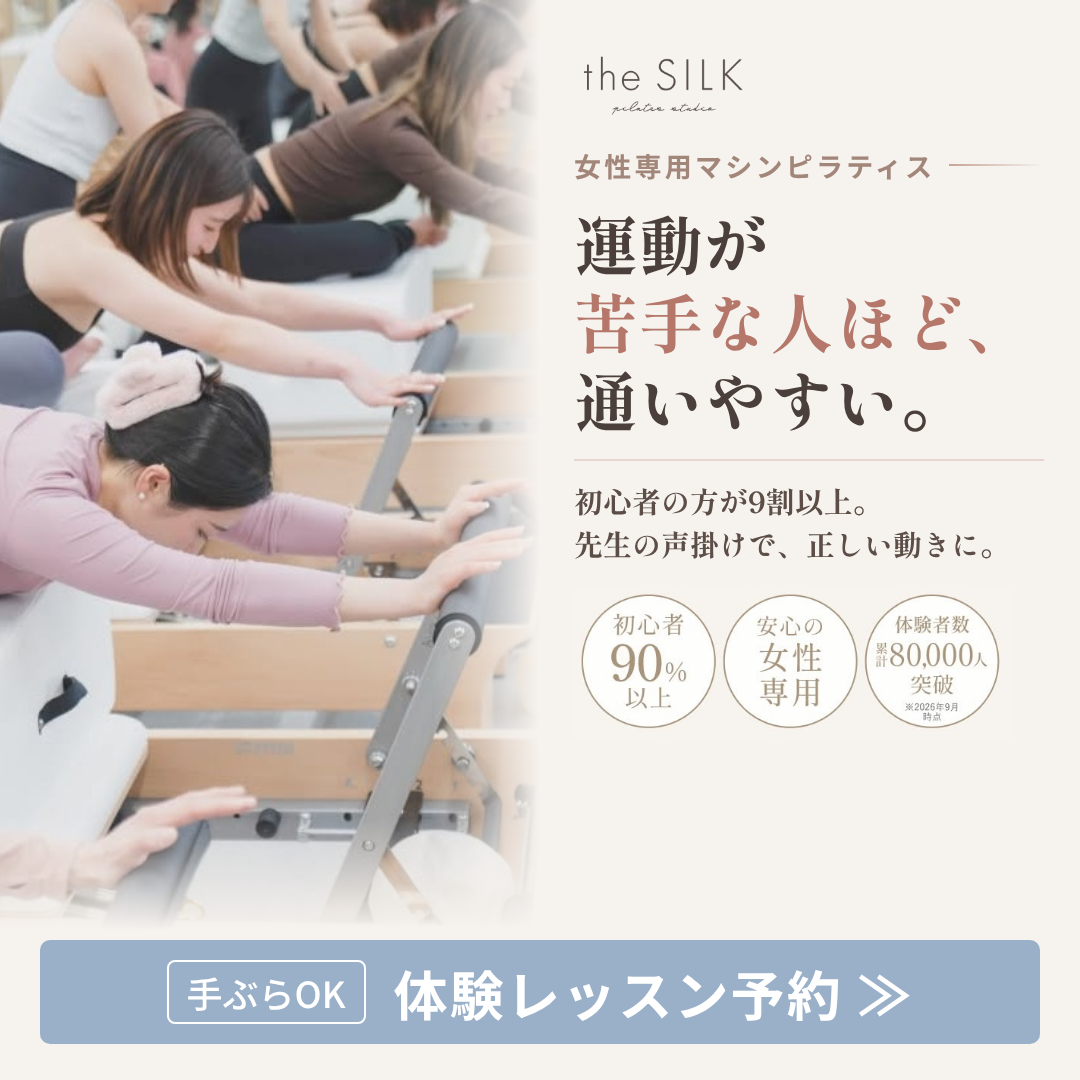 the SILK
pilates studio
女性専用マシンピラティス
運動が
苦手な人ほど、
通いやすい。
初心者の方が9割以上。
先生の声掛けで、正しい動きに。
初心者
90%
以上
安心の
女性
専用
体験者数
累計80,000人
突破
※2026年9月
時点
手ぶらOK 体験レッスン予約 ≫